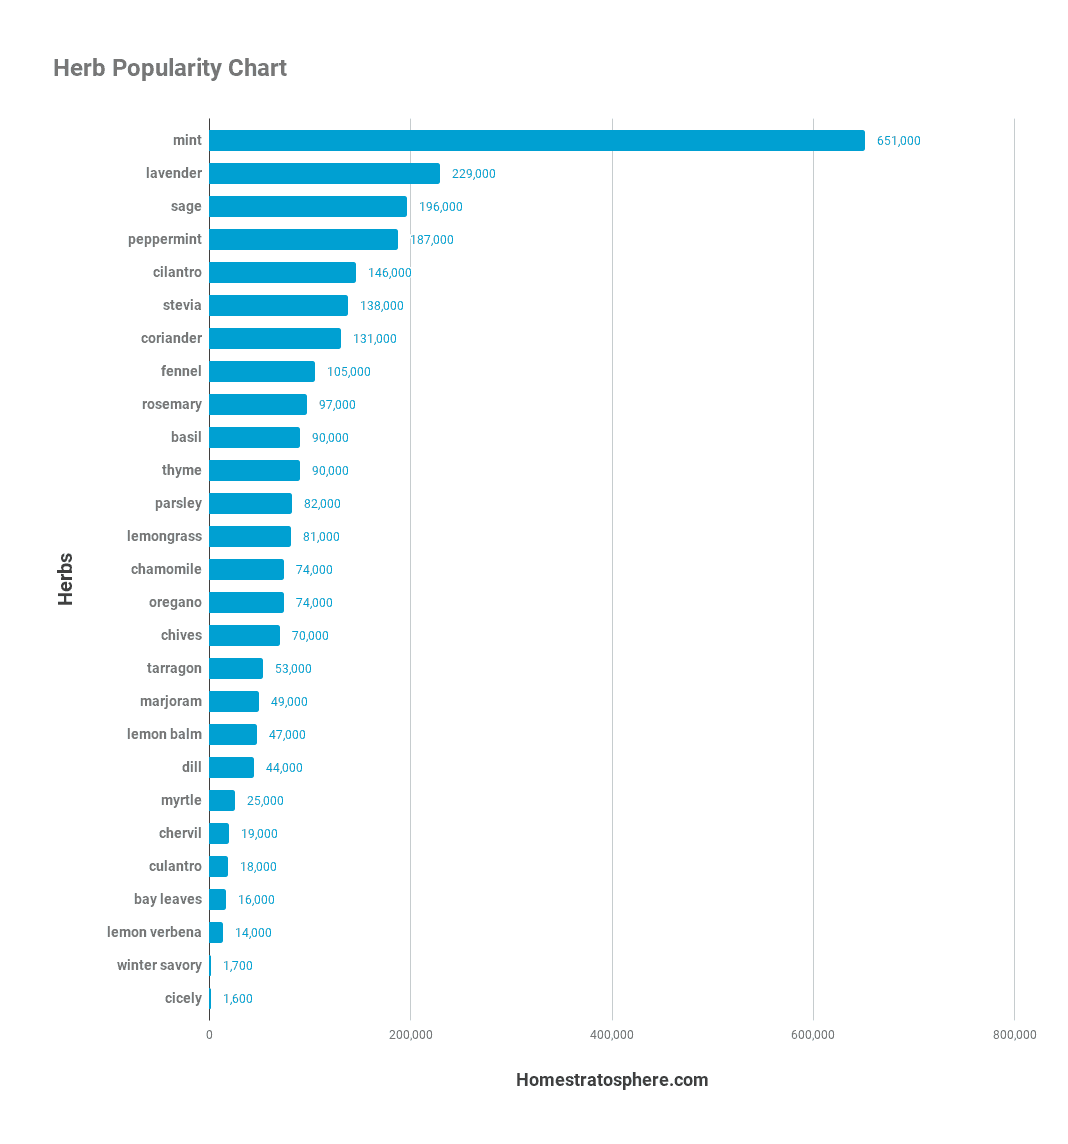 Herb Popularity Chart
mint 651,000
lavender 229,000
sage 196,000
peppermint 187,000
cilantro 146,000
stevia 138,000
coriander 131,000
fennel 105,000
rosemary 97,000
basil 90,000
thyme 90,000
parsley 82,000
lemongrass 81,000
chamomile 74,000
oregano 74,000
chives 70,000
tarragon 53,000
marjoram 49,000
lemon balm 47,000
dill 44,000
myrtle 25,000
chervil 19,000
culantro 18,000
bay leaves 16,000
lemon verbena 14,000
winter savory 1,700
cicely 1,600
Herbs
0 200,000 400,000 600,000 800,000
Homestratosphere.com